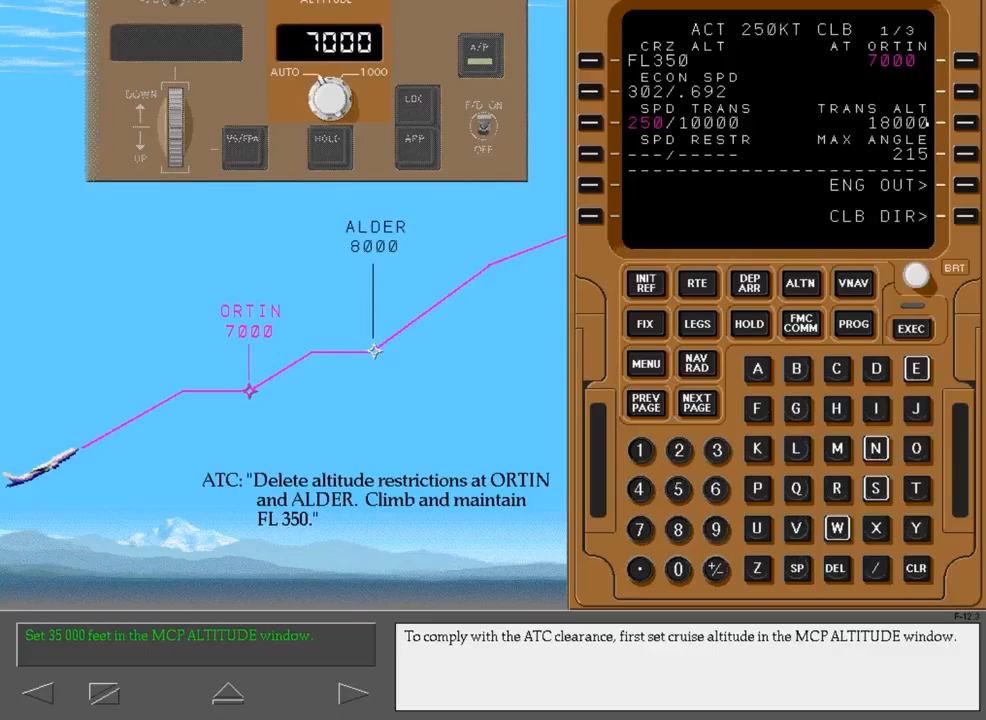 ALTITUDE
7000
AUTO
1000
A/P
DOWN
UP
VS/FPA
HOLD
LOC
APP
F/D ON
OFF
ALDER
8000
ORTIN
7000
ATC: "Delete altitude restrictions at ORTIN
and ALDER. Climb and maintain
FL 350."
ACT 250KT CLB 1/3
CRZ ALT AT ORTIN
FL350 7000
ECON SPD
302/.692
SPD TRANS TRANS ALT
250/10000 18000
SPD RESTR MAX ANGLE
---/----- 215
ENG OUT>
CLB DIR>
BRT
INIT REF RTE DEP ARR ALTN VNAV
FIX LEGS HOLD FMC COMM PROG EXEC
MENU NAV RAD
PREV PAGE NEXT PAGE
A B C D E
F G H I J
1 2 3 K L M N O
4 5 6 P Q R S T
7 8 9 U V W X Y
. 0 +/- Z SP DEL / CLR
F-12.3
Set 35 000 feet in the MCP ALTITUDE window.
To comply with the ATC clearance, first set cruise altitude in the MCP ALTITUDE window.